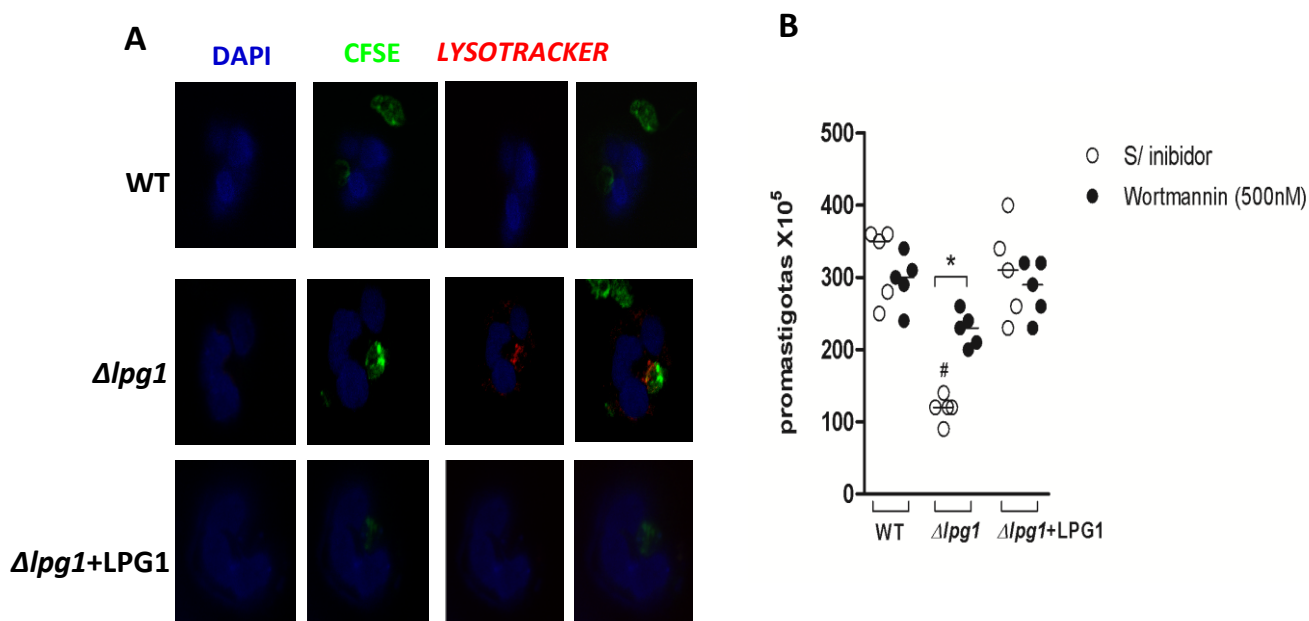 A
DAPI CFSE LYSOTRACKER
WT
Δlpg1
Δlpg1+LPG1
B
promastigotas X10⁵
500
400
300
200
100
0
*
#
WT Δlpg1 Δlpg1+LPG1
S/ inibidor
Wortmannin (500nM)